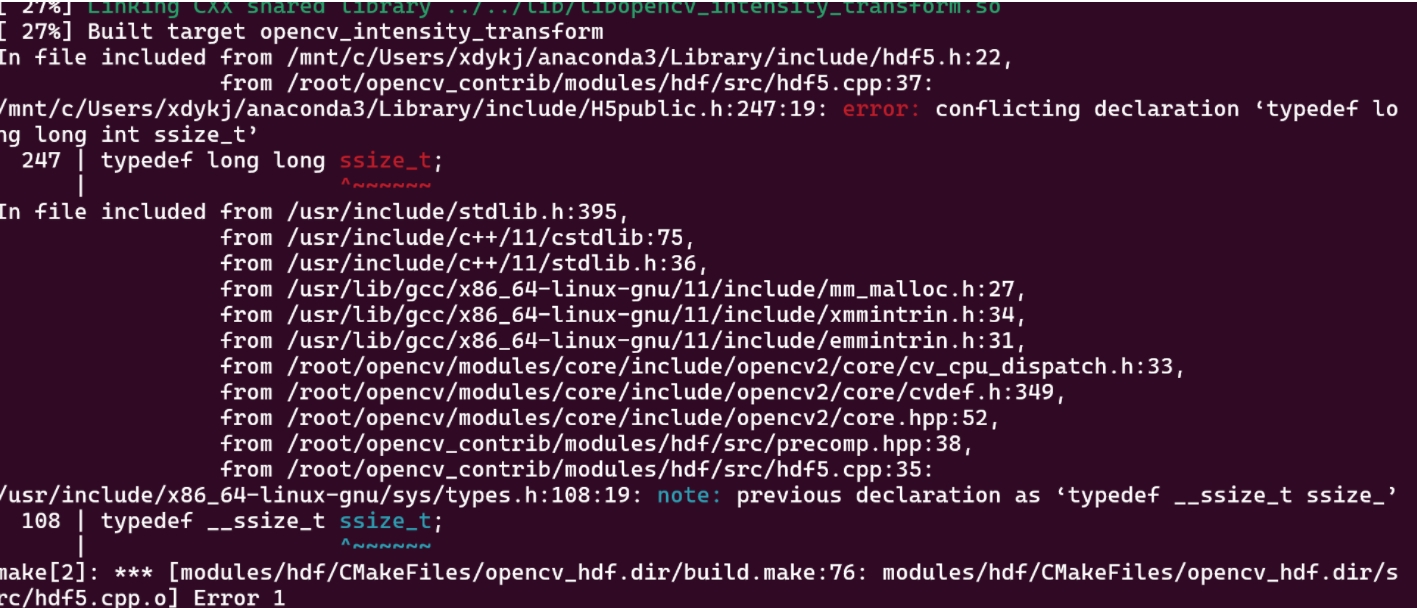 [ 27%] Linking CXX shared library ../../lib/libopencv_intensity_transform.so
[ 27%] Built target opencv_intensity_transform
In file included from /mnt/c/Users/xdykj/anaconda3/Library/include/hdf5.h:22,
from /root/opencv_contrib/modules/hdf/src/hdf5.cpp:37:
/mnt/c/Users/xdykj/anaconda3/Library/include/H5public.h:247:19: error: conflicting declaration ‘typedef lo
ng long int ssize_t’
247 | typedef long long ssize_t;
| ^~~~~~~
In file included from /usr/include/stdlib.h:395,
from /usr/include/c++/11/cstdlib:75,
from /usr/include/c++/11/stdlib.h:36,
from /usr/lib/gcc/x86_64-linux-gnu/11/include/mm_malloc.h:27,
from /usr/lib/gcc/x86_64-linux-gnu/11/include/xmmintrin.h:34,
from /usr/lib/gcc/x86_64-linux-gnu/11/include/emmintrin.h:31,
from /root/opencv/modules/core/include/opencv2/core/cv_cpu_dispatch.h:33,
from /root/opencv/modules/core/include/opencv2/core/cvdef.h:349,
from /root/opencv/modules/core/include/opencv2/core.hpp:52,
from /root/opencv_contrib/modules/hdf/src/precomp.hpp:38,
from /root/opencv_contrib/modules/hdf/src/hdf5.cpp:35:
/usr/include/x86_64-linux-gnu/sys/types.h:108:19: note: previous declaration as ‘typedef __ssize_t ssize_’
108 | typedef __ssize_t ssize_t;
| ^~~~~~~
make[2]: *** [modules/hdf/CMakeFiles/opencv_hdf.dir/build.make:76: modules/hdf/CMakeFiles/opencv_hdf.dir/s
rc/hdf5.cpp.o] Error 1